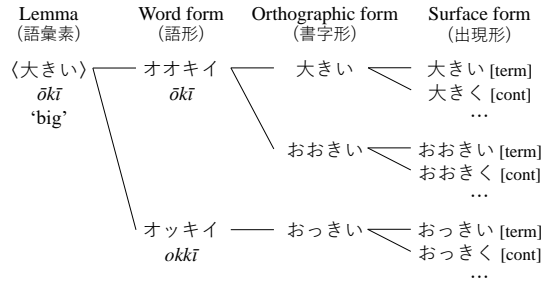 Lemma Word form Orthographic form Surface form
（語彙素） （語形） （書字形） （出現形）
〈大きい〉 オオキイ 大きい 大きい [term]
ōkī ōkī 大きく [cont]
‘big’ …
おおきい おおきい [term]
おおきく [cont]
…
オッキイ おっきい おっきい [term]
okkī おっきく [cont]
…